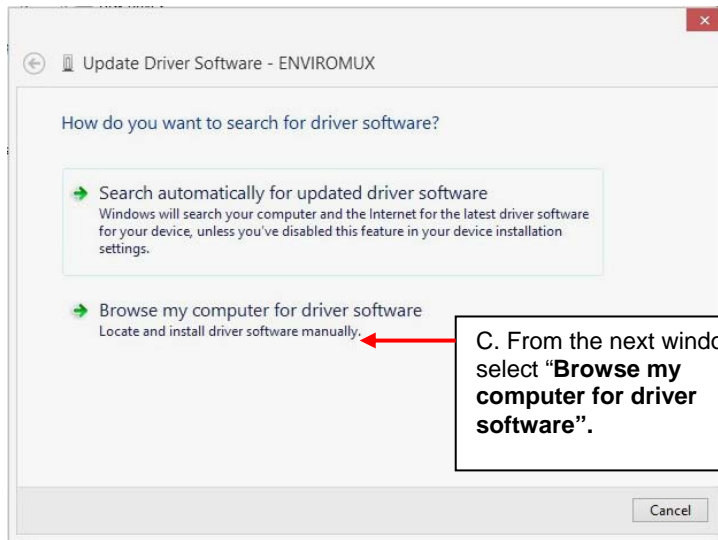 Update Driver Software - ENVIROMUX
How do you want to search for driver software?
Search automatically for updated driver software
Windows will search your computer and the Internet for the latest driver software
for your device, unless you've disabled this feature in your device installation
settings.
Browse my computer for driver software
Locate and install driver software manually.
C. From the next
select “Browse my
computer for driver
software”.
Cancel